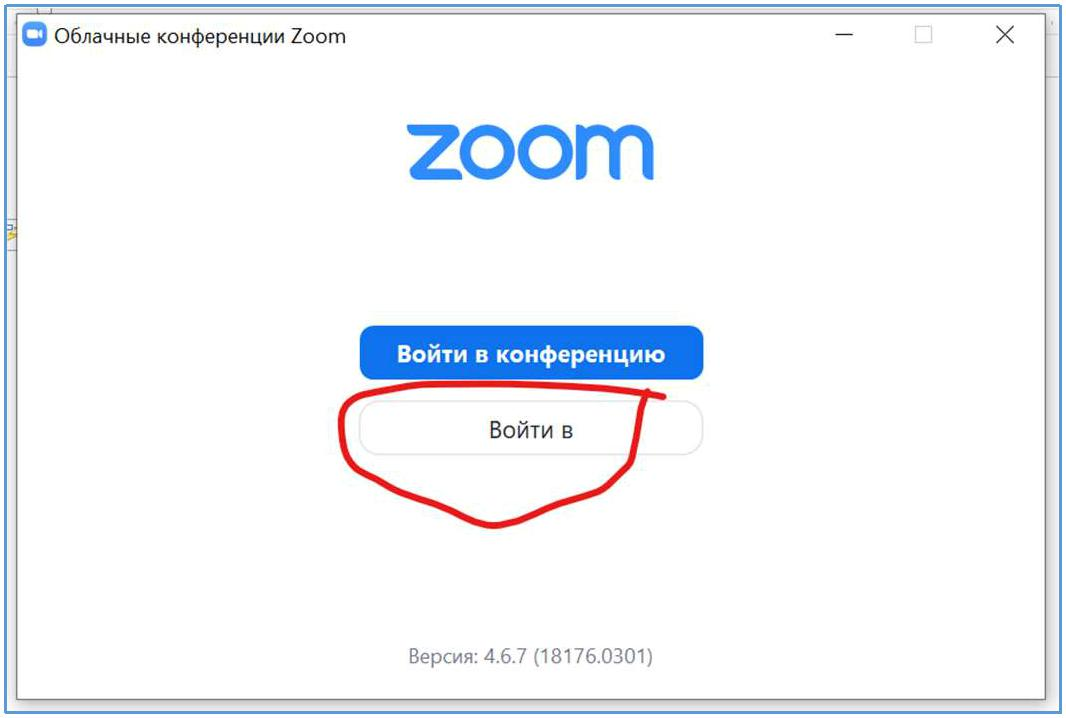 Облачные конференции Zoom
zoom
Войти в конференцию
Войти в
Версия: 4.6.7 (18176.0301)